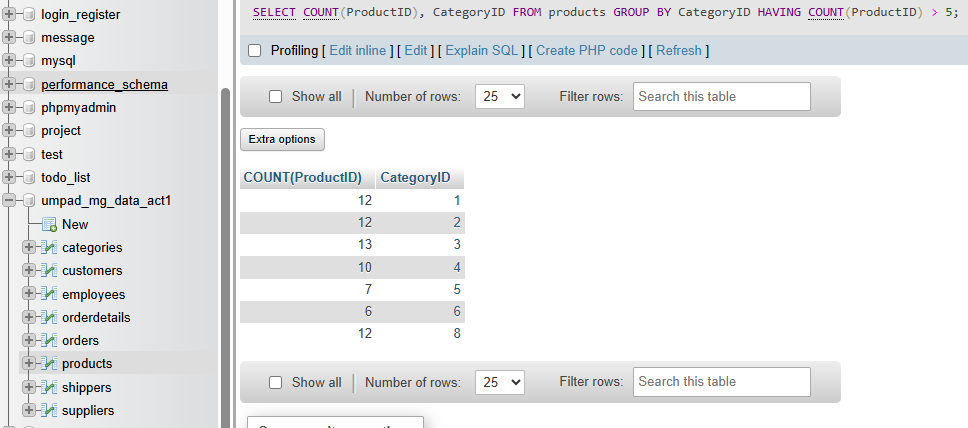 login_register
message
mysql
performance_schema
phpmyadmin
project
test
todo_list
umpad_mg_data_act1
New
categories
customers
employees
orderdetails
orders
products
shippers
suppliers
SELECT COUNT(ProductID), CategoryID FROM products GROUP BY CategoryID HAVING COUNT(ProductID) > 5;
Profiling [ Edit inline ] [ Edit ] [ Explain SQL ] [ Create PHP code ] [ Refresh ]
Show all Number of rows: 25 Filter rows: Search this table
Extra options
COUNT(ProductID) CategoryID
12 1
12 2
13 3
10 4
7 5
6 6
12 8
Show all Number of rows: 25 Filter rows: Search this table